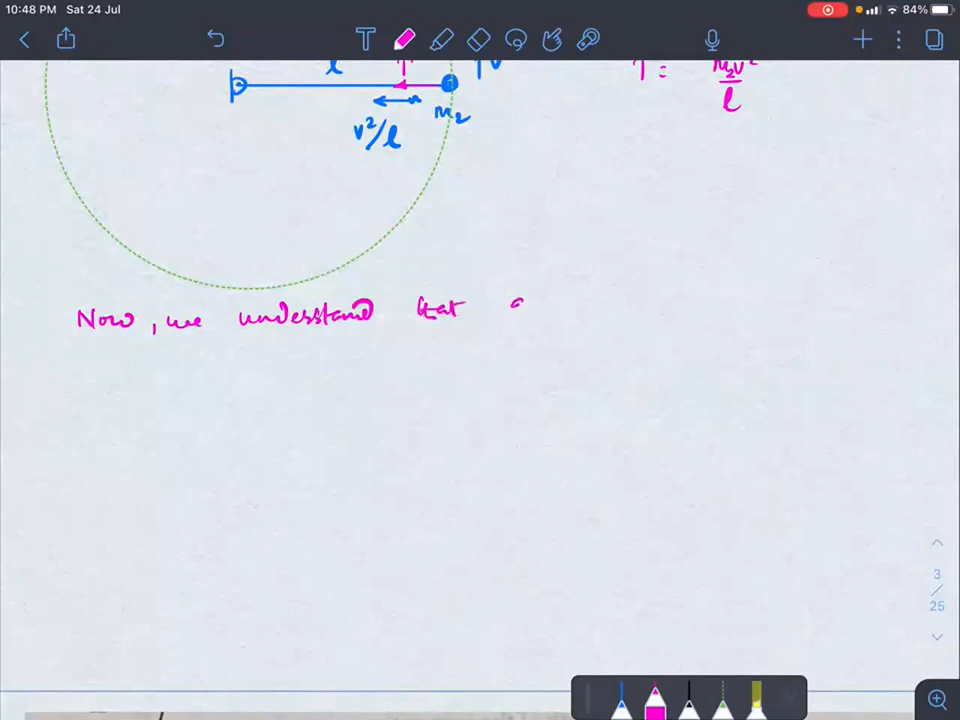 10:48 PM Sat 24 Jul
84%
l
v
m₂
v²/l
T = m₂v²/l
Now, we understand that
3
/
25